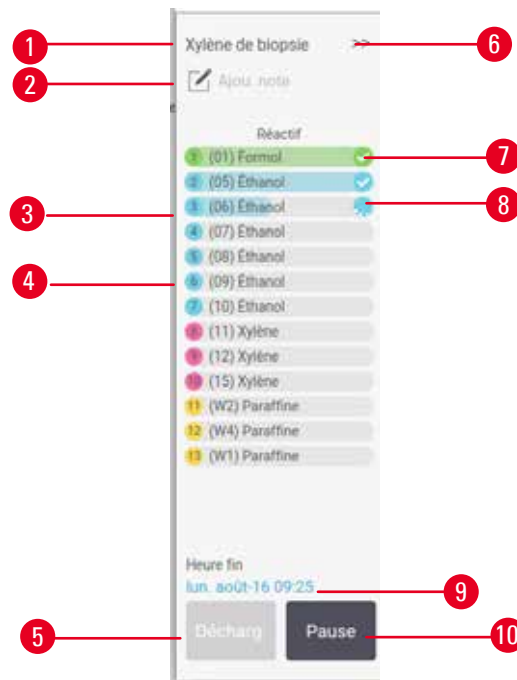 1
Xylène de biopsie >>
6
2
Ajou. note
e
Réactif
1 (01) Formol
7
2 (05) Éthanol
3
3 (06) Éthanol
8
4 (07) Éthanol
5 (08) Éthanol
4
6 (09) Éthanol
7 (10) Éthanol
8 (11) Xylène
9 (12) Xylène
10 (15) Xylène
11 (W2) Paraffine
12 (W4) Paraffine
13 (W1) Paraffine
Heure fin
lun. août-16 09:25
9
5
Décharg
Pause
10